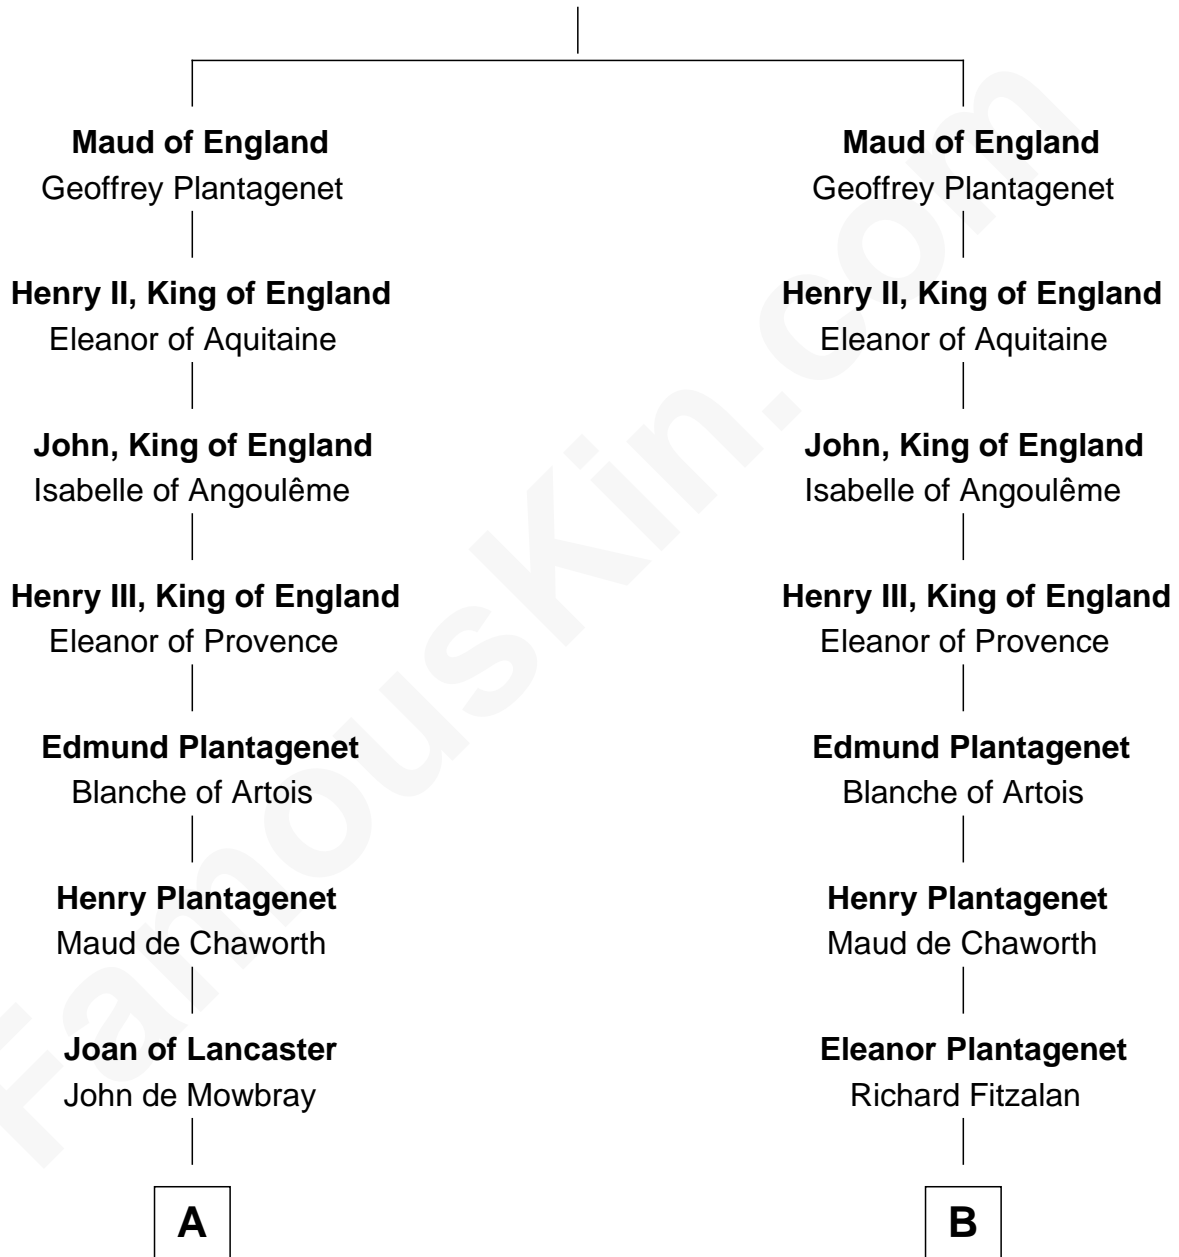 Maud of England
Geoffrey Plantagenet
Henry II, King of England
Eleanor of Aquitaine
John, King of England
Isabelle of Angoulême
Henry III, King of England
Eleanor of Provence
Edmund Plantagenet
Blanche of Artois
Henry Plantagenet
Maud de Chaworth
Joan of Lancaster
John de Mowbray
A
Maud of England
Geoffrey Plantagenet
Henry II, King of England
Eleanor of Aquitaine
John, King of England
Isabelle of Angoulême
Henry III, King of England
Eleanor of Provence
Edmund Plantagenet
Blanche of Artois
Henry Plantagenet
Maud de Chaworth
Eleanor Plantagenet
Richard Fitzalan
B
FamousKin.com